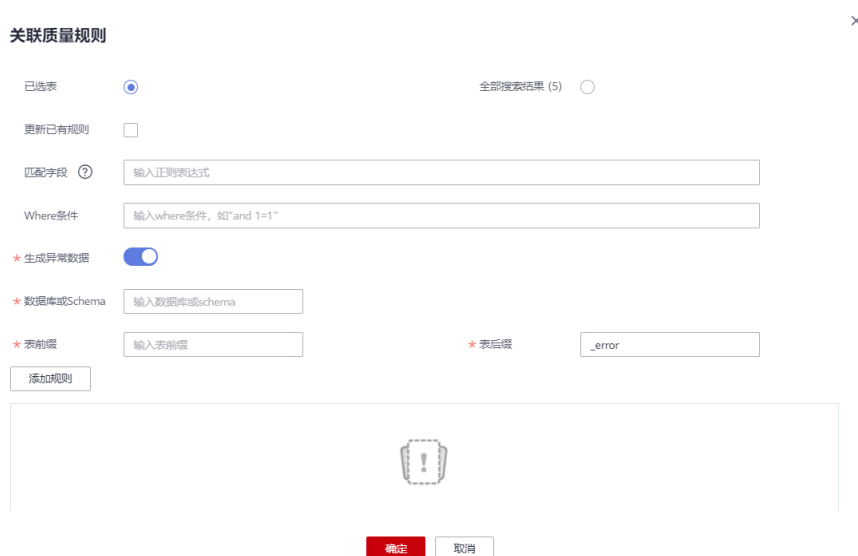 关联质量规则
已选表
全部搜索结果 (5)
更新已有规则
匹配字段 ?
输入正则表达式
Where条件
输入where条件, 如“and 1=1”
* 生成异常数据
* 数据库或Schema
输入数据库或schema
* 表前缀
输入表前缀
* 表后缀
_error
添加规则
确定
取消